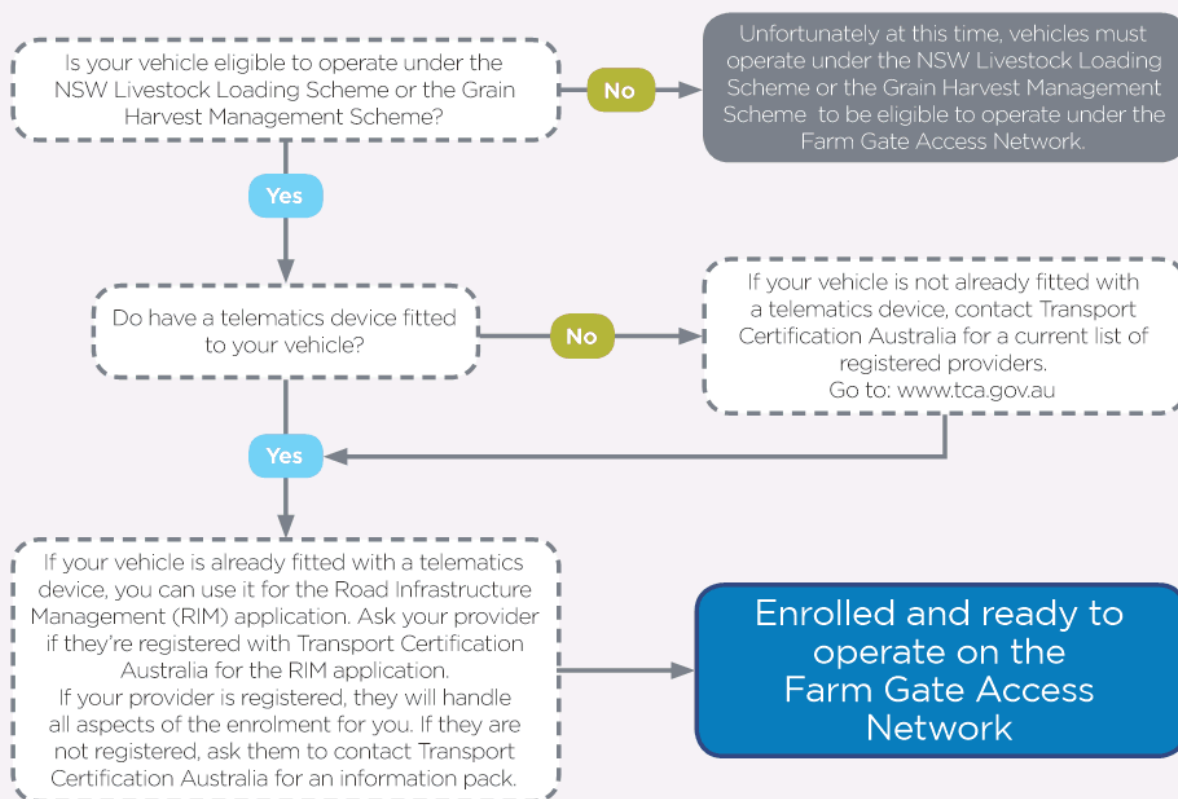 Is your vehicle eligible to operate under the
NSW Livestock Loading Scheme or the Grain
Harvest Management Scheme?
No
Unfortunately at this time, vehicles must
operate under the NSW Livestock Loading
Scheme or the Grain Harvest Management
Scheme to be eligible to operate under the
Farm Gate Access Network.
Yes
Do have a telematics device fitted
to your vehicle?
No
If your vehicle is not already fitted with
a telematics device, contact Transport
Certification Australia for a current list of
registered providers.
Go to: www.tca.gov.au
Yes
If your vehicle is already fitted with a telematics
device, you can use it for the Road Infrastructure
Management (RIM) application. Ask your provider
if they're registered with Transport Certification
Australia for the RIM application.
If your provider is registered, they will handle
all aspects of the enrolment for you. If they are
not registered, ask them to contact Transport
Certification Australia for an information pack.
Enrolled and ready to
operate on the
Farm Gate Access
Network